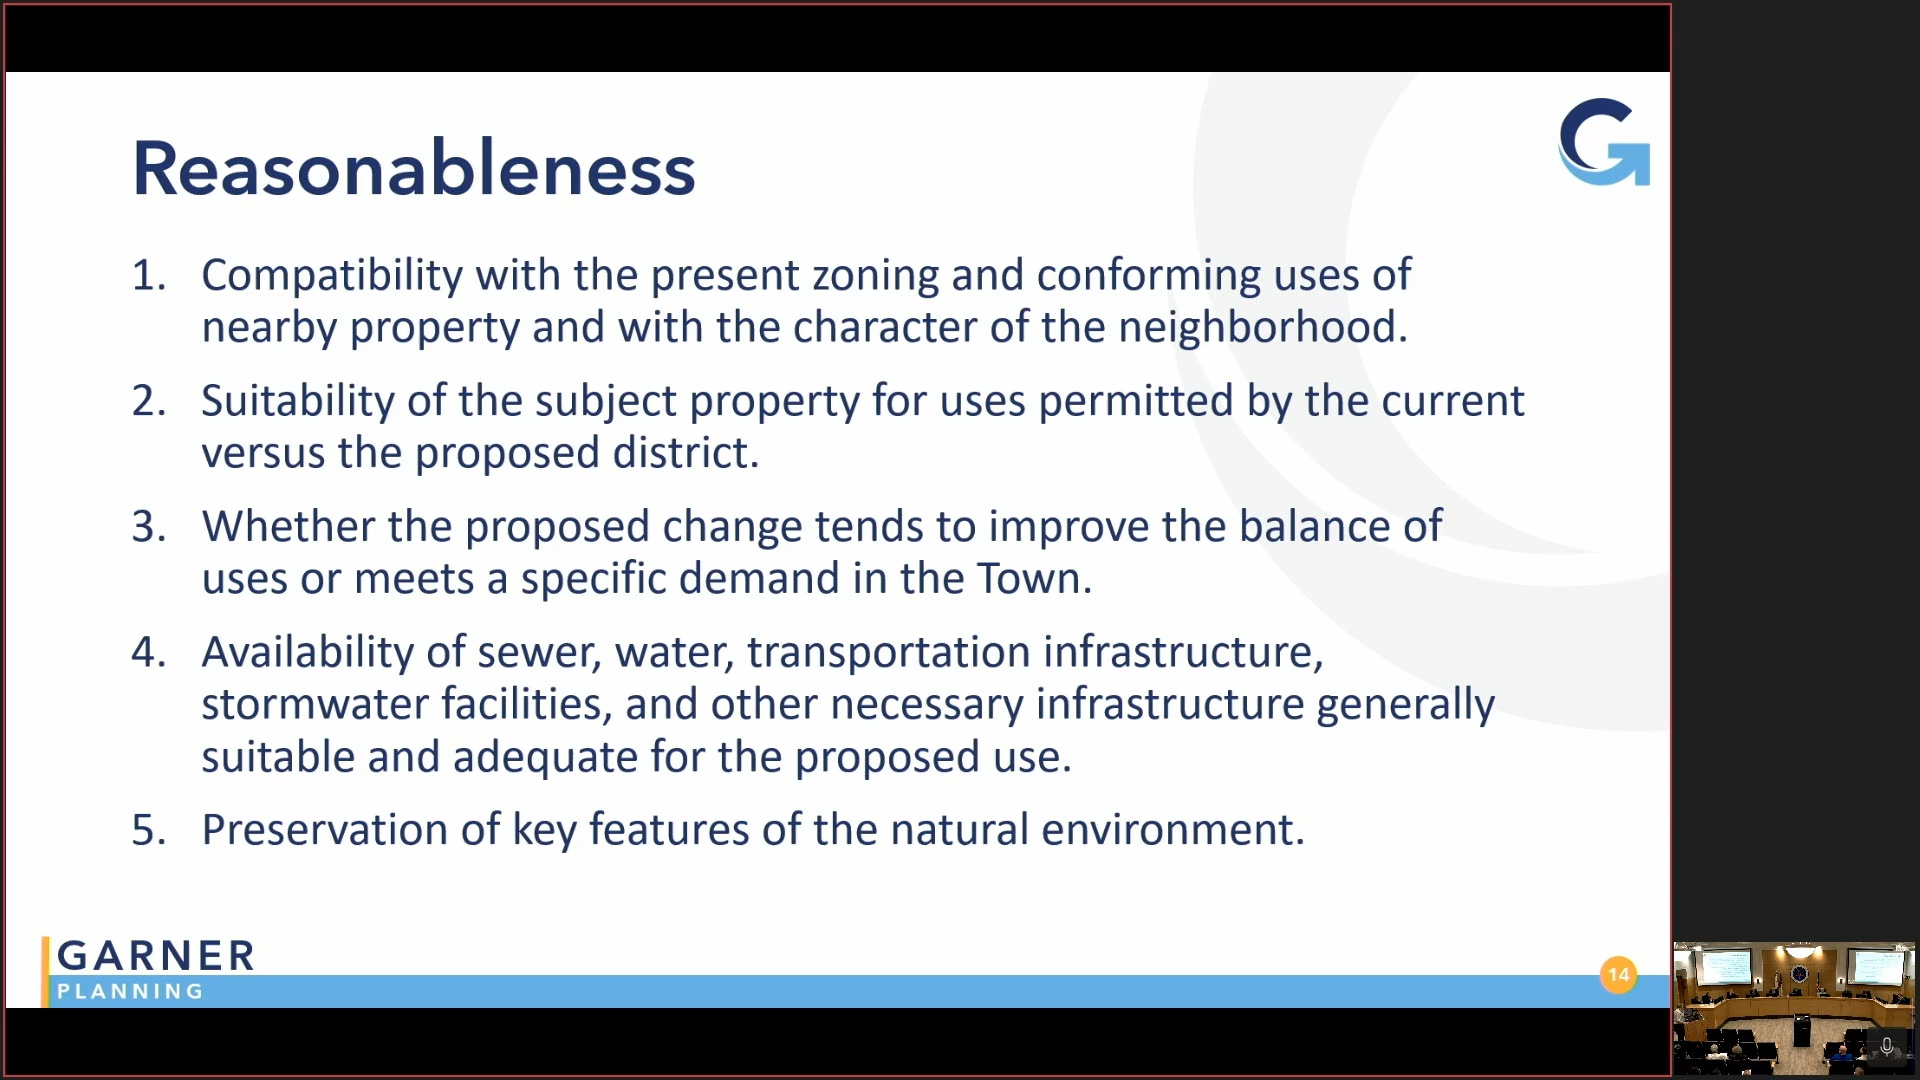 Reasonableness
1. Compatibility with the present zoning and conforming uses of
nearby property and with the character of the neighborhood.
2. Suitability of the subject property for uses permitted by the current
versus the proposed district.
3. Whether the proposed change tends to improve the balance of
uses or meets a specific demand in the Town.
4. Availability of sewer, water, transportation infrastructure,
stormwater facilities, and other necessary infrastructure generally
suitable and adequate for the proposed use.
5. Preservation of key features of the natural environment.
GARNER
PLANNING
14